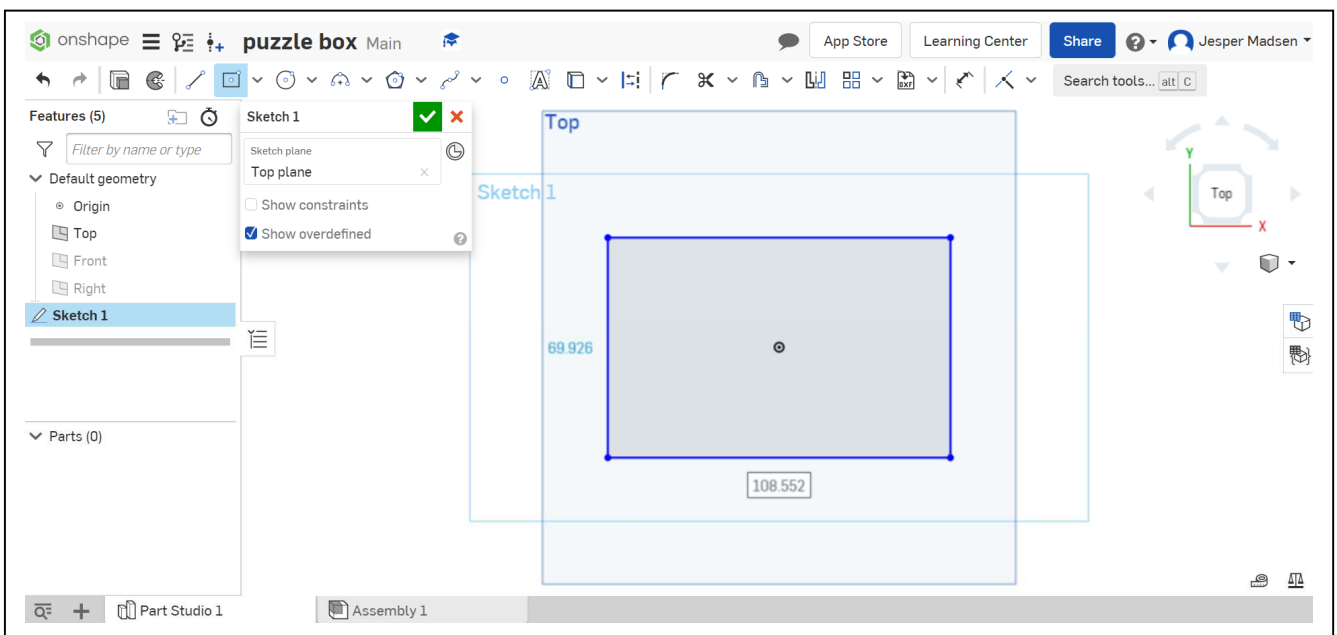 onshape puzzle box Main App Store Learning Center Share Jesper Madsen
Search tools... alt C
Features (5)
Filter by name or type
Default geometry
Origin
Top
Front
Right
Sketch 1
Parts (0)
Sketch 1
Sketch plane
Top plane
Show constraints
Show overdefined
Top
Sketch 1
69.926
108.552
Y
Top
X
Part Studio 1 Assembly 1